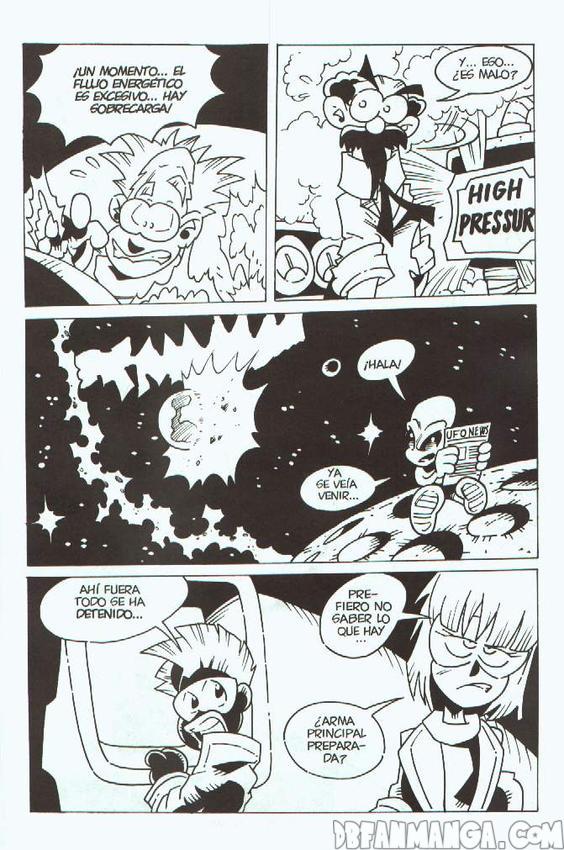 ¡UN MOMENTO... EL
FLUJO ENERGÉTICO
ES EXCESIVO... HAY
SOBRECARGA!
Y... ESO...
¿ES MALO?
HIGH
PRESSUR
¡HALA!
UFO NEWS
YA
SE VEÍA
VENIR...
AHÍ FUERA
TODO SE HA
DETENIDO...
PRE-
FIERO NO
SABER LO
QUE HAY
...
¿ARMA
PRINCIPAL
PREPARA-
DA?
DBFANMANGA.COM